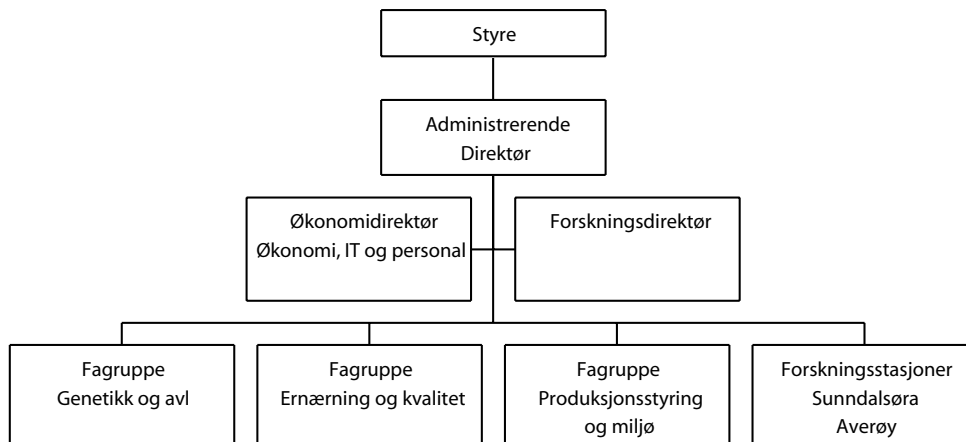 Styre
Administrerende
Direktør
Økonomidirektør
Økonomi, IT og personal
Forskningsdirektør
Fagruppe
Genetikk og avl
Fagruppe
Ernærning og kvalitet
Fagruppe
Produksjonsstyring
og miljø
Forskningsstasjoner
Sunndalsøra
Averøy